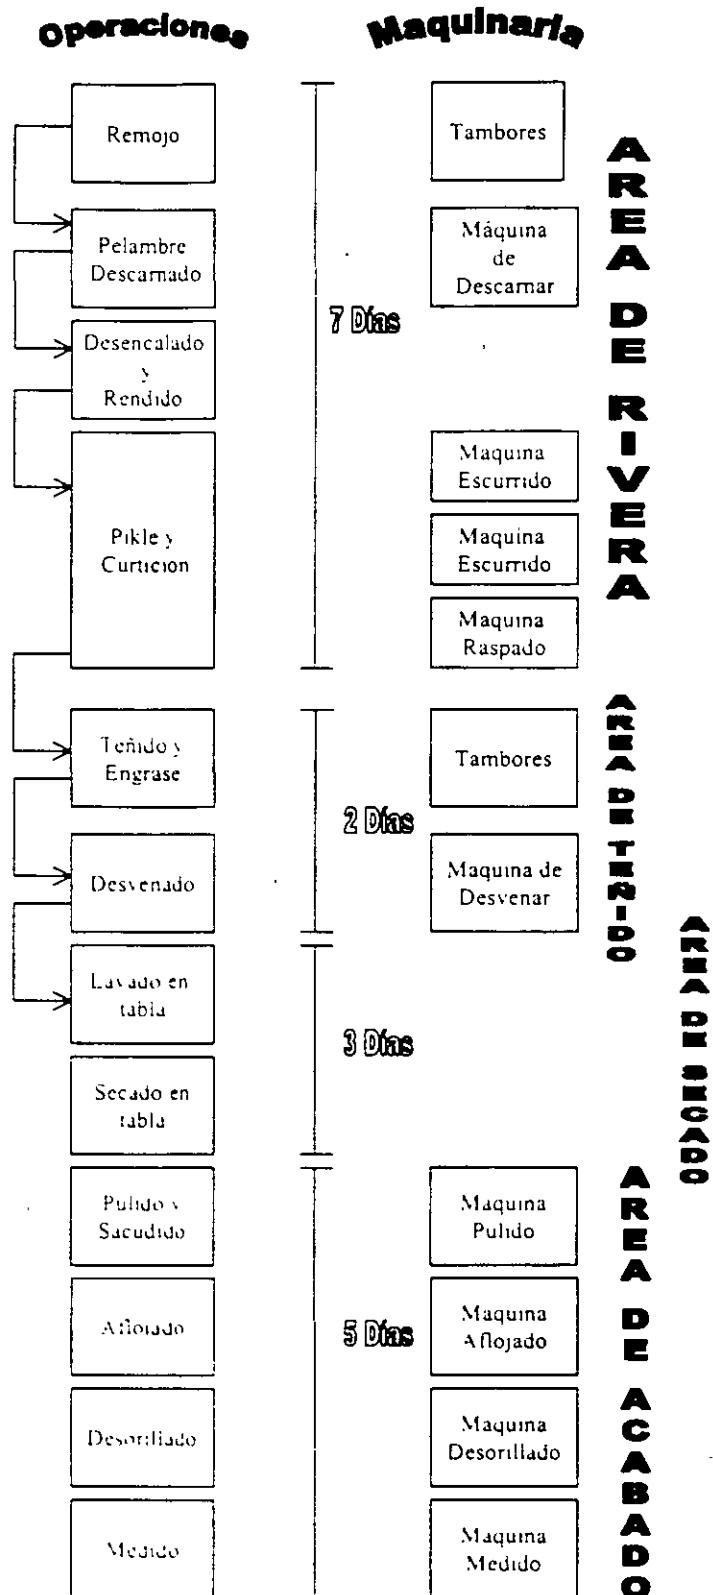 Operaciones
Maquinaria
Remojo
Tambores
Pelambre
Descarnado
Máquina
de
Descarnar
7 Días
Desencalado
y
Rendido
Pikle y
Curticion
Maquina
Escurrido
Maquina
Escurrido
Maquina
Raspado
AREA DE RIVERA
Teñido y
Engrase
Tambores
2 Días
Desvenado
Maquina de
Desvenar
AREA DE TEÑIDO
Lavado en
tabla
3 Días
Secado en
tabla
AREA DE SECADO
Pulido y
Sacudido
Maquina
Pulido
Aflojado
5 Días
Maquina
Aflojado
Desorillado
Maquina
Desorillado
Medido
Maquina
Medido
AREA DE ACABADO